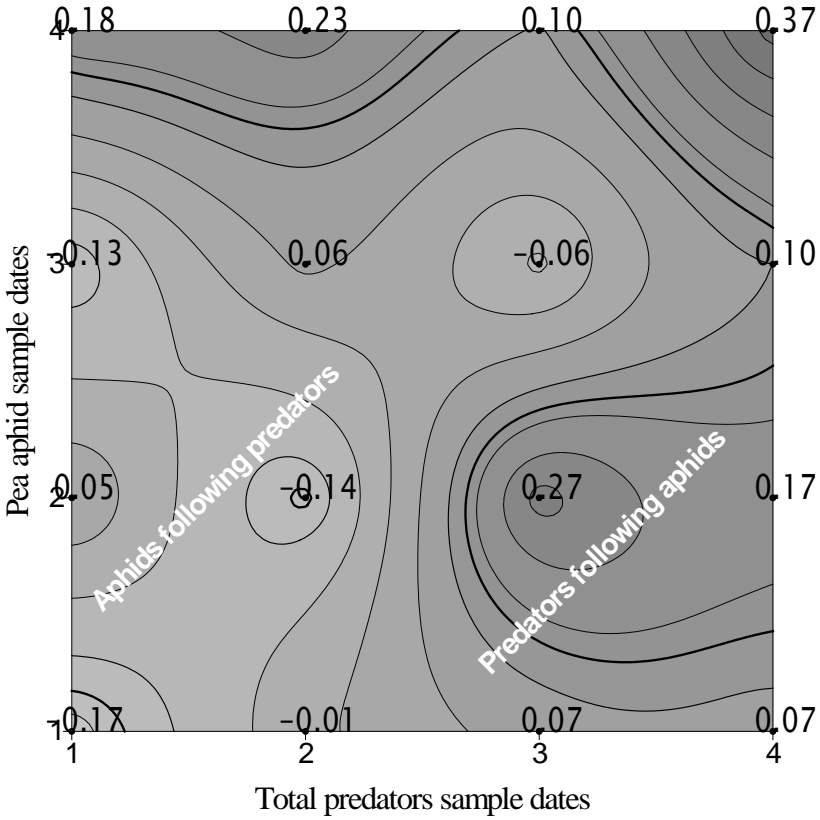 4 0.18 0.23 0.10 0.37
3 −0.13 0.06 −0.06 0.10
Aphids following predators
Predators following aphids
2 0.05 −0.14 0.27 0.17
1 −0.17 −0.01 0.07 0.07
1 2 3 4
Pea aphid sample dates
Total predators sample dates